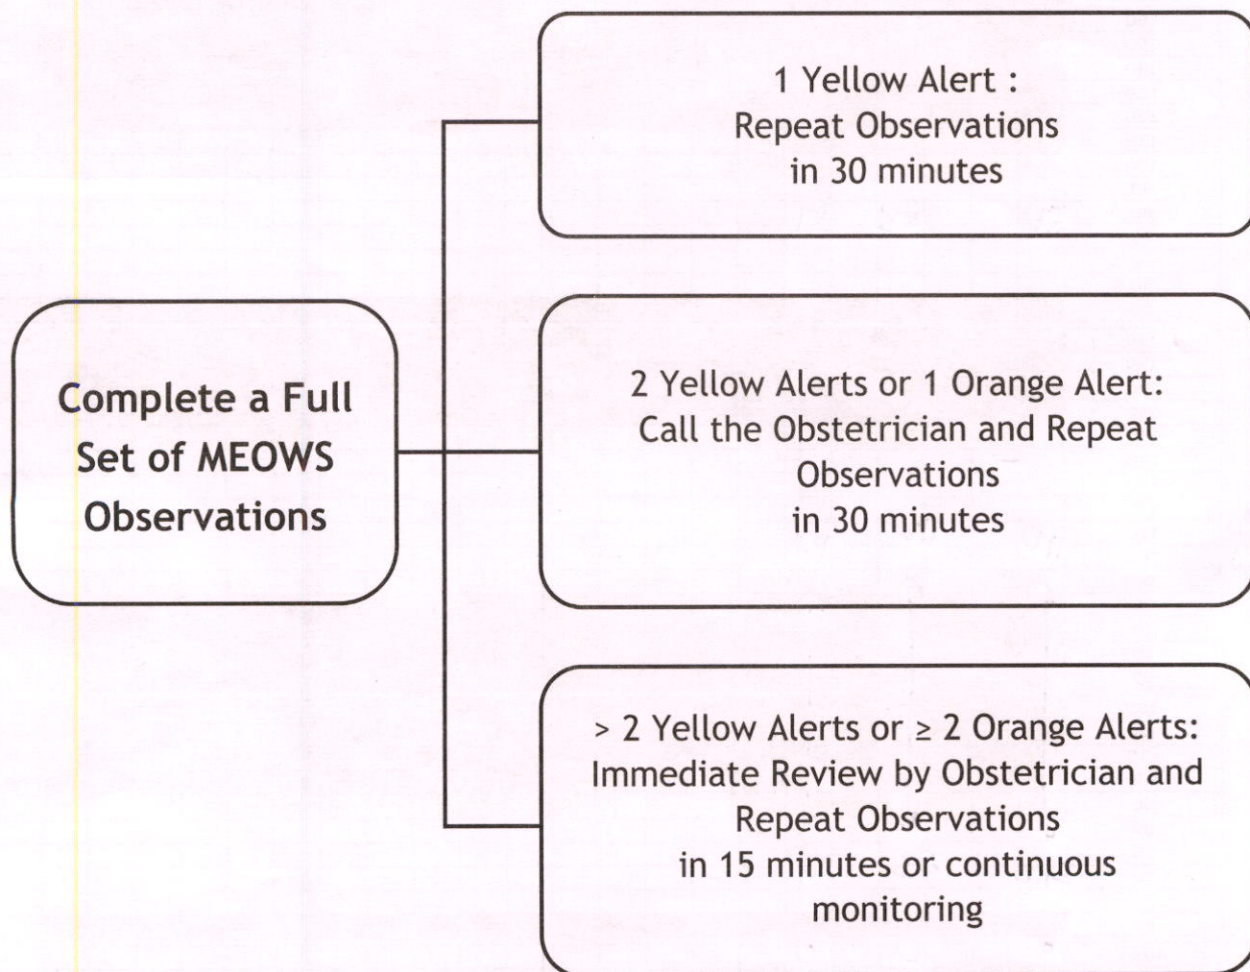 Complete a Full
Set of MEOWS
Observations
1 Yellow Alert :
Repeat Observations
in 30 minutes
2 Yellow Alerts or 1 Orange Alert:
Call the Obstetrician and Repeat
Observations
in 30 minutes
> 2 Yellow Alerts or ≥ 2 Orange Alerts:
Immediate Review by Obstetrician and
Repeat Observations
in 15 minutes or continuous
monitoring